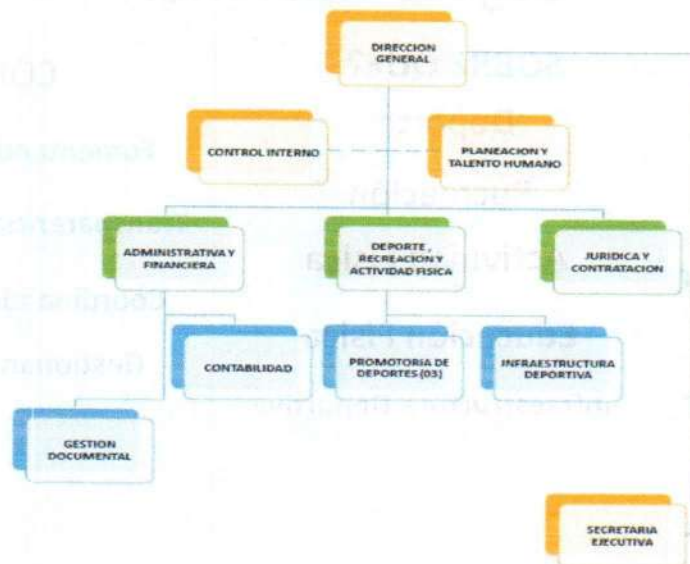 DIRECCION
GENERAL
CONTROL INTERNO
PLANEACION Y
TALENTO HUMANO
ADMINISTRATIVA Y
FINANCIERA
DEPORTE ,
RECREACION Y
ACTIVIDAD FISICA
JURIDICA Y
CONTRATACION
CONTABILIDAD
PROMOTORIA DE
DEPORTES (03)
INFRAESTRUCTURA
DEPORTIVA
GESTION
DOCUMENTAL
SECRETARIA
EJECUTIVA